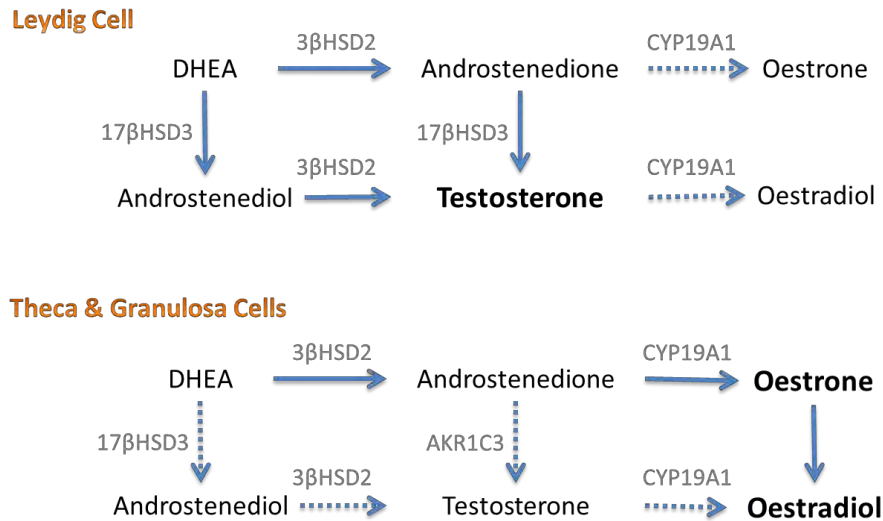 Leydig Cell
3βHSD2 CYP19A1
DHEA Androstenedione Oestrone
17βHSD3 17βHSD3
3βHSD2 CYP19A1
Androstenediol Testosterone Oestradiol
Theca & Granulosa Cells
3βHSD2 CYP19A1
DHEA Androstenedione Oestrone
17βHSD3 AKR1C3
3βHSD2 CYP19A1
Androstenediol Testosterone Oestradiol